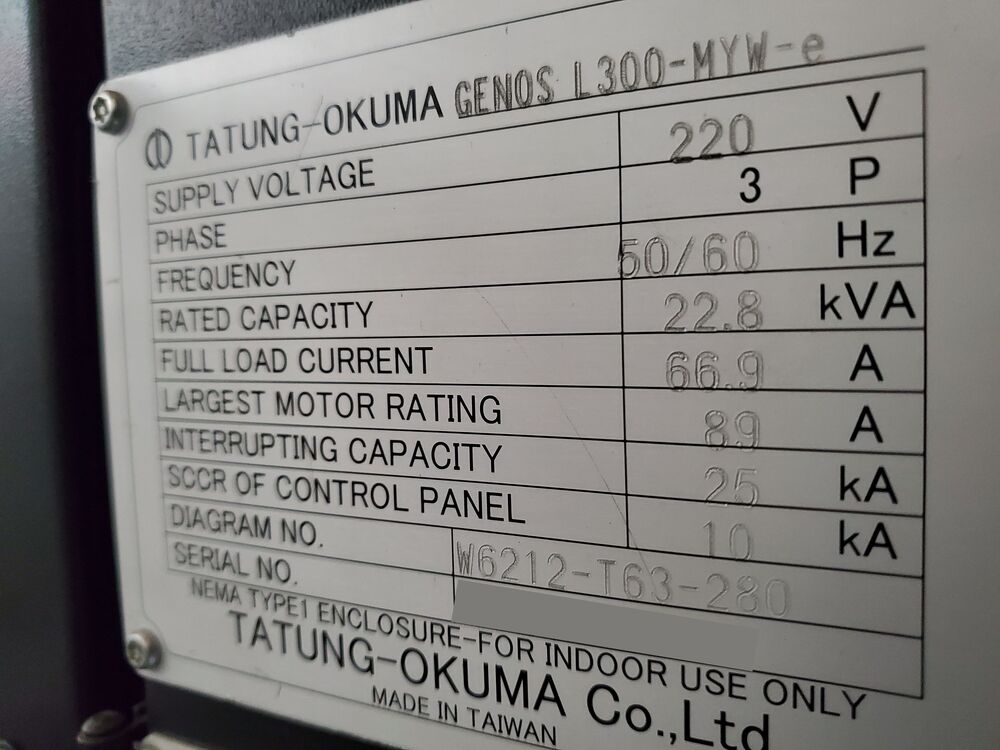 TATUNG-OKUMA GENOS L300-MYW-e
SUPPLY VOLTAGE 220 V
PHASE 3 P
FREQUENCY 50/60 Hz
RATED CAPACITY 22.8 kVA
FULL LOAD CURRENT 66.9 A
LARGEST MOTOR RATING 89 A
INTERRUPTING CAPACITY 25 kA
SCCR OF CONTROL PANEL 10 kA
DIAGRAM NO. W6212-T63-280
SERIAL NO.
NEMA TYPE1 ENCLOSURE-FOR INDOOR USE ONLY
TATUNG-OKUMA Co.,Ltd
MADE IN TAIWAN